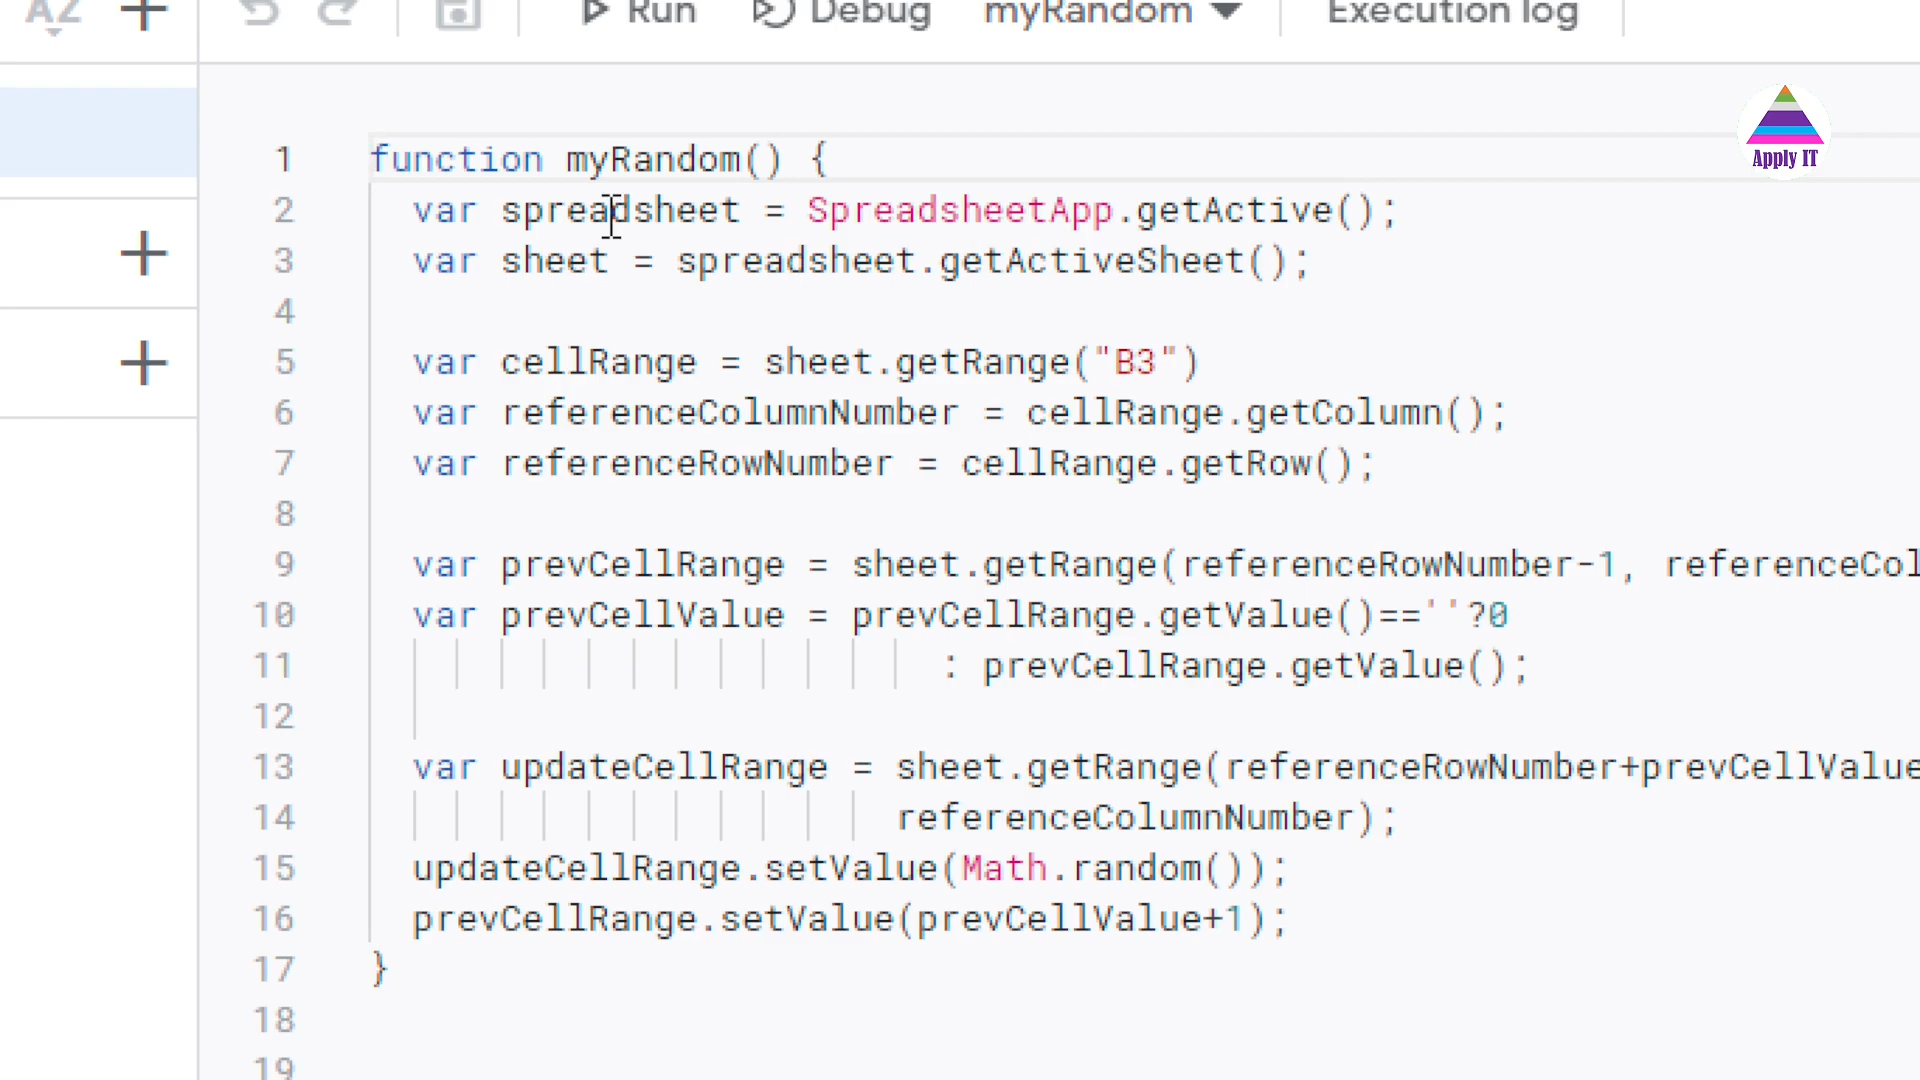 AZ
Run Debug myRandom Execution log
Apply IT
1 function myRandom() {
2 var spreadsheet = SpreadsheetApp.getActive();
3 var sheet = spreadsheet.getActiveSheet();
4
5 var cellRange = sheet.getRange("B3")
6 var referenceColumnNumber = cellRange.getColumn();
7 var referenceRowNumber = cellRange.getRow();
8
9 var prevCellRange = sheet.getRange(referenceRowNumber-1, referenceCol
10 var prevCellValue = prevCellRange.getValue()==''?0
11 : prevCellRange.getValue();
12
13 var updateCellRange = sheet.getRange(referenceRowNumber+prevCellValue
14 referenceColumnNumber);
15 updateCellRange.setValue(Math.random());
16 prevCellRange.setValue(prevCellValue+1);
17 }
18
19